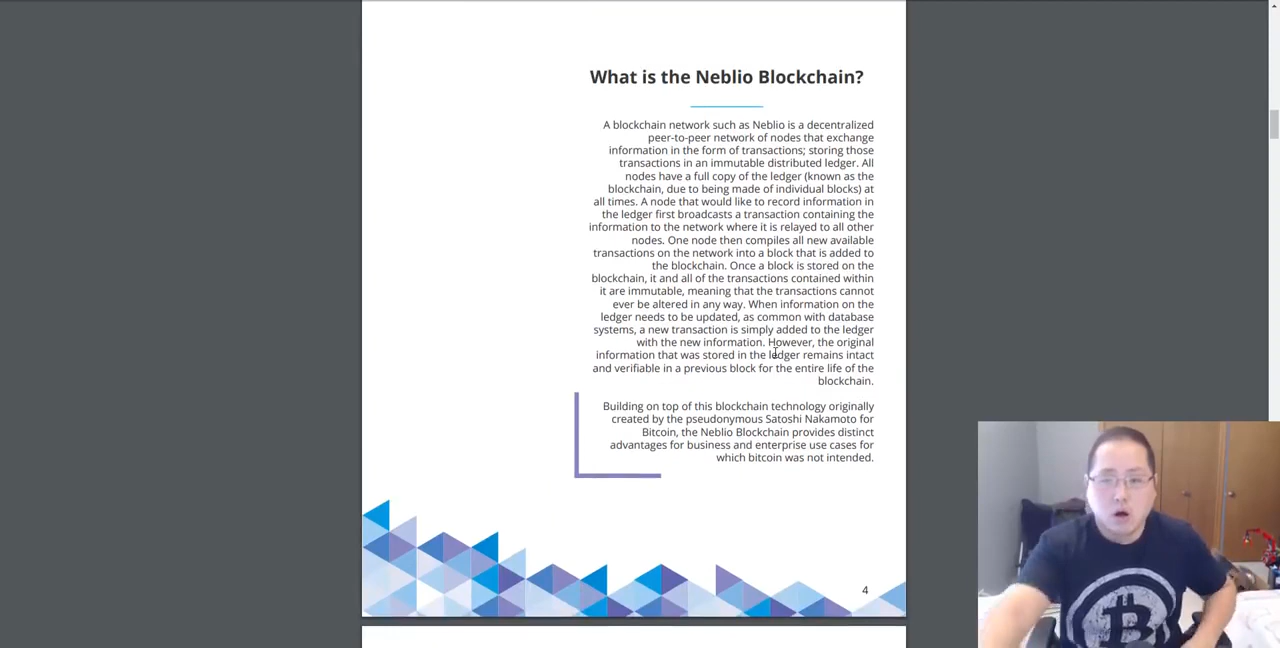 What is the Neblio Blockchain?
A blockchain network such as Neblio is a decentralized
peer-to-peer network of nodes that exchange
information in the form of transactions; storing those
transactions in an immutable distributed ledger. All
nodes have a full copy of the ledger (known as the
blockchain, due to being made of individual blocks) at
all times. A node that would like to record information in
the ledger first broadcasts a transaction containing the
information to the network where it is relayed to all other
nodes. One node then compiles all new available
transactions on the network into a block that is added to
the blockchain. Once a block is stored on the
blockchain, it and all of the transactions contained within
it are immutable, meaning that the transactions cannot
ever be altered in any way. When information on the
ledger needs to be updated, as common with database
systems, a new transaction is simply added to the ledger
with the new information. However, the original
information that was stored in the ledger remains intact
and verifiable in a previous block for the entire life of the
blockchain.
Building on top of this blockchain technology originally
created by the pseudonymous Satoshi Nakamoto for
Bitcoin, the Neblio Blockchain provides distinct
advantages for business and enterprise use cases for
which bitcoin was not intended.
4